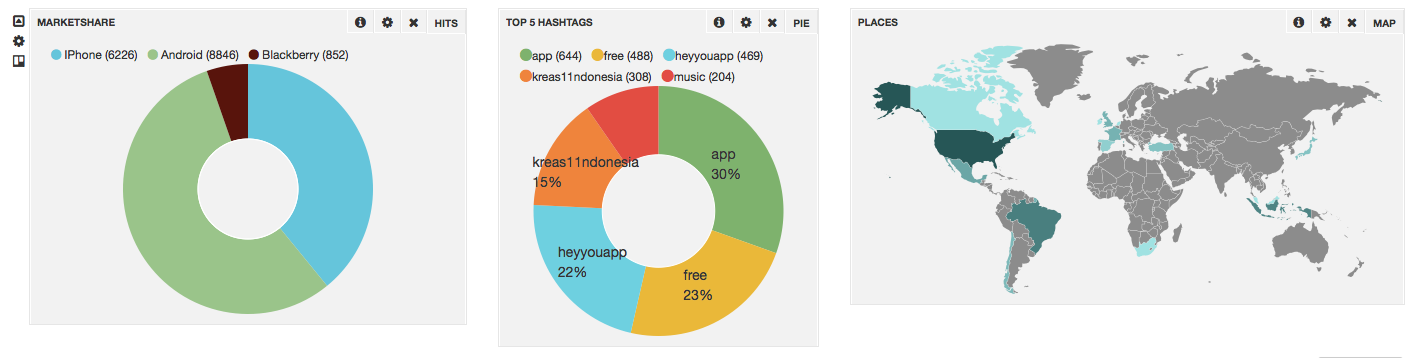 MARKETSHARE
HITS
IPhone (6226) Android (8846) Blackberry (852)
TOP 5 HASHTAGS
PIE
app (644) free (488) heyyouapp (469)
kreas11ndonesia (308) music (204)
app
30%
kreas11ndonesia
15%
heyyouapp
22%
free
23%
PLACES
MAP